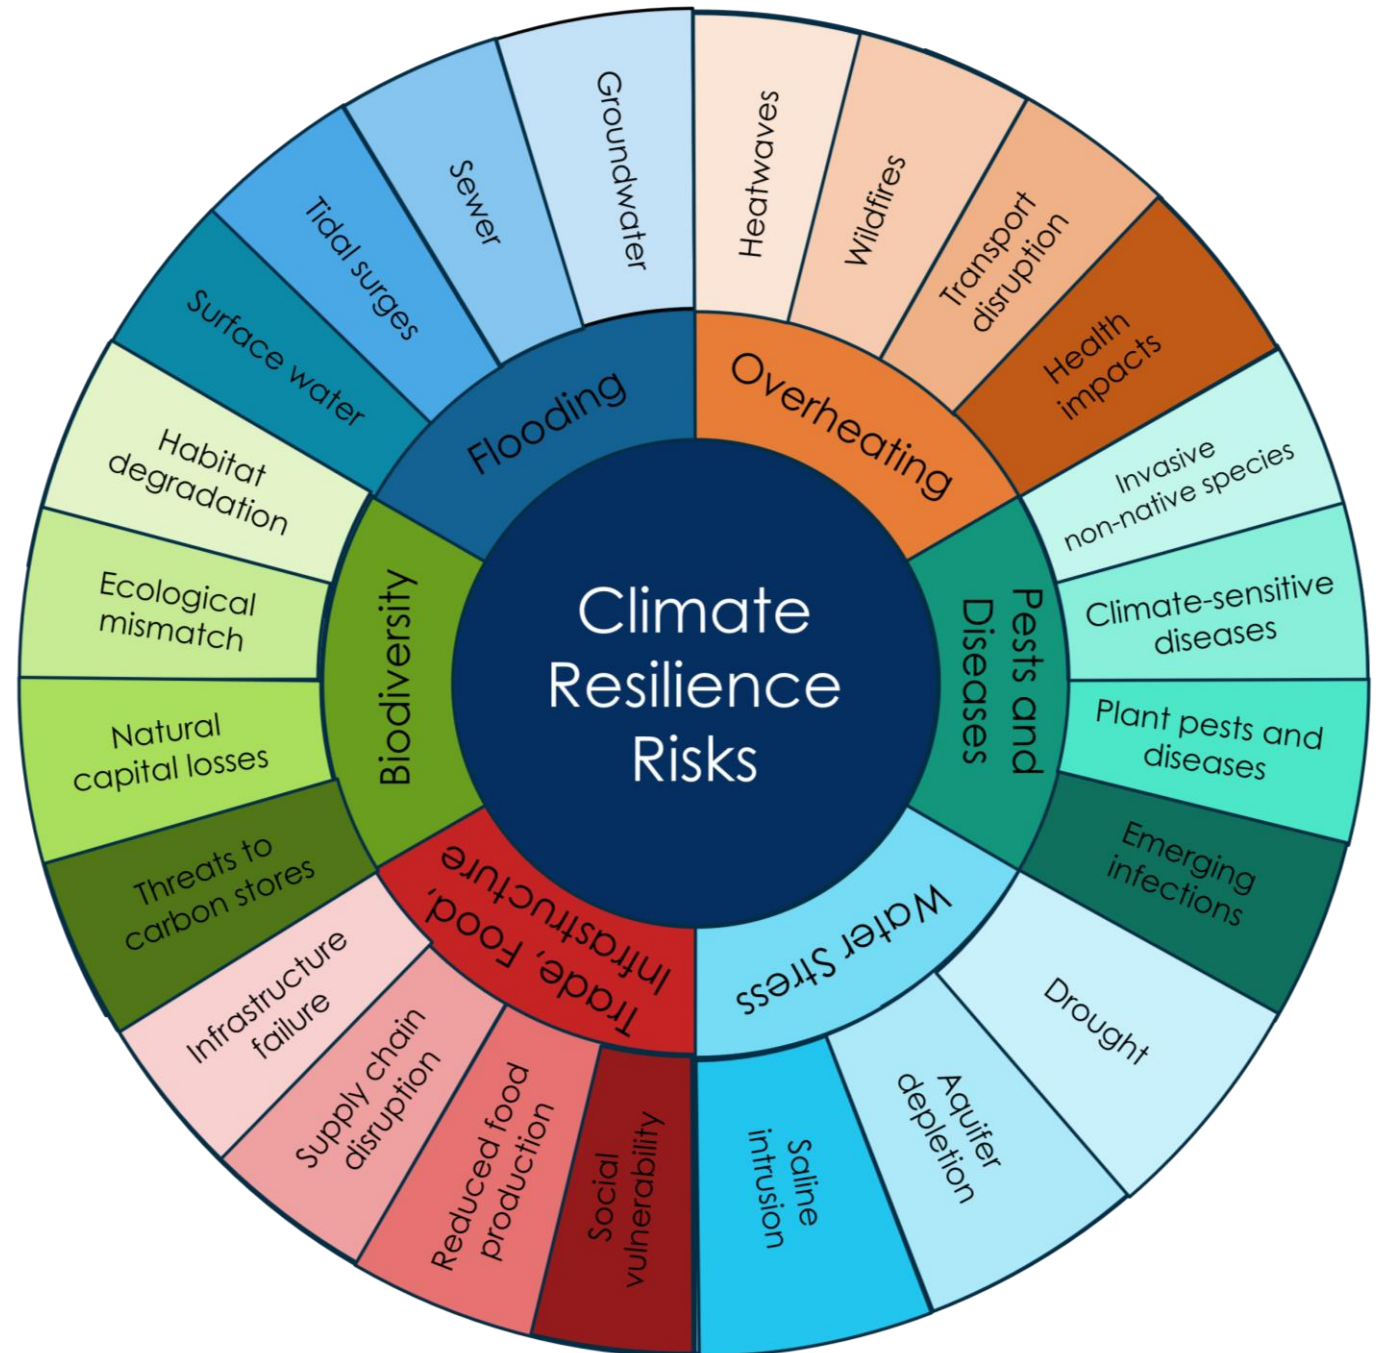 Climate
Resilience
Risks
Overheating
Heatwaves
Wildfires
Transport
disruption
Health
impacts
Pests and
Diseases
Invasive
non-native species
Climate-sensitive
diseases
Plant pests and
diseases
Emerging
infections
Water Stress
Drought
Aquifer
depletion
Saline
intrusion
Trade, Food,
Infrastructure
Social
vulnerability
Reduced food
production
Supply chain
disruption
Infrastructure
failure
Biodiversity
Threats to
carbon stores
Natural
capital losses
Ecological
mismatch
Habitat
degradation
Flooding
Surface water
Tidal surges
Sewer
Groundwater